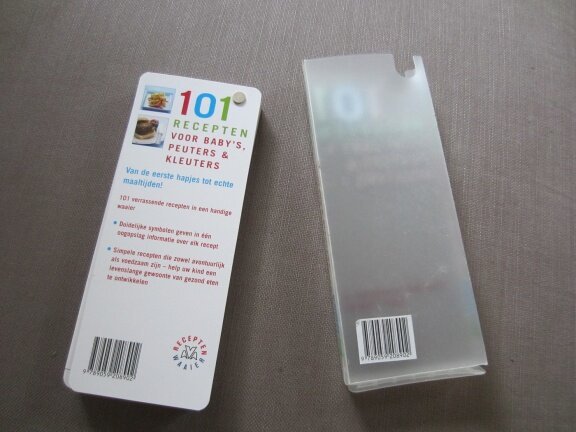 101
RECEPTEN
VOOR BABY'S,
PEUTERS &
KLEUTERS
Van de eerste hapjes tot echte
maaltijden!
101 verrassende recepten in een handige
waaier
• Duidelijke symbolen geven in één
oogopslag informatie over elk recept
• Simpele recepten die zowel avontuurlijk
als voedzaam zijn – help uw kind een
levenslange gewoonte van gezond eten
te ontwikkelen
RECEPTEN
WAAIER
9789059208902
9789059208902